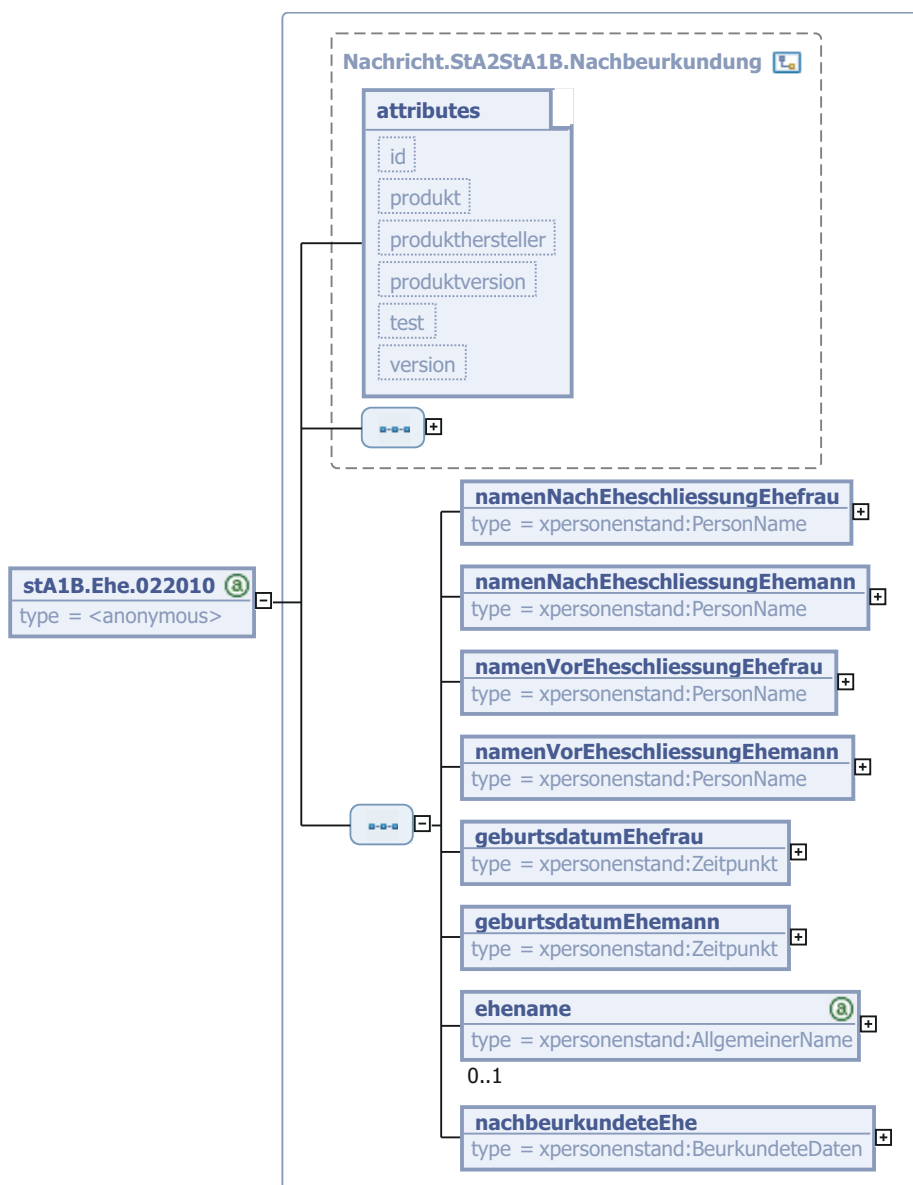 Nachricht.StA2StA1B.Nachbeurkundung
attributes
id
produkt
produkthersteller
produktversion
test
version
namenNachEheschliessungEhefrau
type = xpersonenstand:PersonName
namenNachEheschliessungEhemann
type = xpersonenstand:PersonName
stA1B.Ehe.022010 a
type = <anonymous>
namenVorEheschliessungEhefrau
type = xpersonenstand:PersonName
namenVorEheschliessungEhemann
type = xpersonenstand:PersonName
geburtsdatumEhefrau
type = xpersonenstand:Zeitpunkt
geburtsdatumEhemann
type = xpersonenstand:Zeitpunkt
ehename a
type = xpersonenstand:AllgemeinerName
0..1
nachbeurkundeteEhe
type = xpersonenstand:BeurkundeteDaten